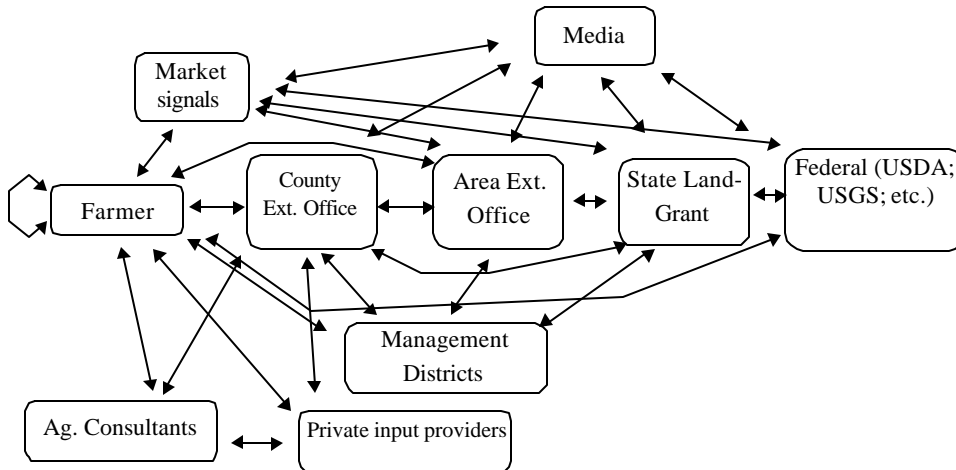 Media
Market
signals
County
Ext. Office
Area Ext.
Office
State Land-
Grant
Federal (USDA;
USGS; etc.)
Farmer
Management
Districts
Ag. Consultants
Private input providers